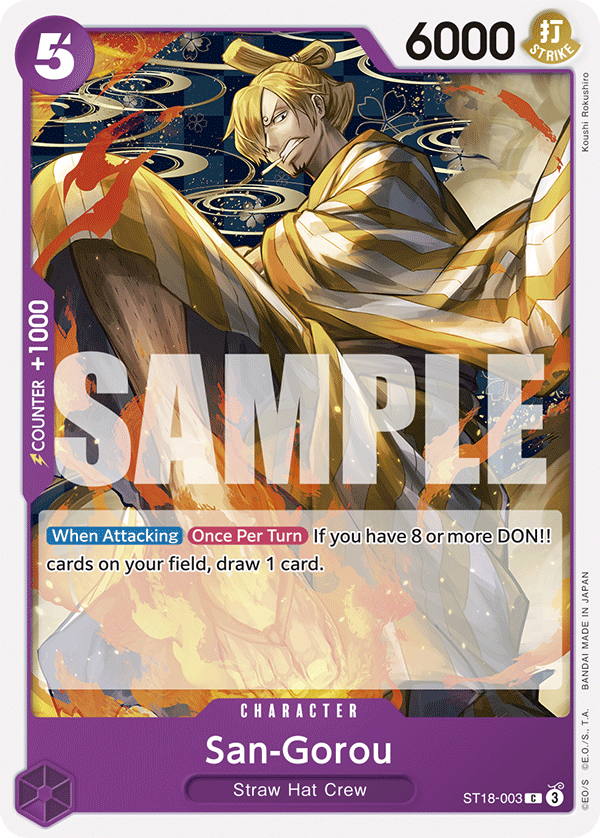 5
6000
打
STRIKE
Koushi Rokushiro
COUNTER +1000
SAMPLE
When Attacking Once Per Turn If you have 8 or more DON!!
cards on your field, draw 1 card.
CHARACTER
San-Gorou
Straw Hat Crew
ST18-003 C 3
©EO/S ©E.O./S., T.A. BANDAI MADE IN JAPAN